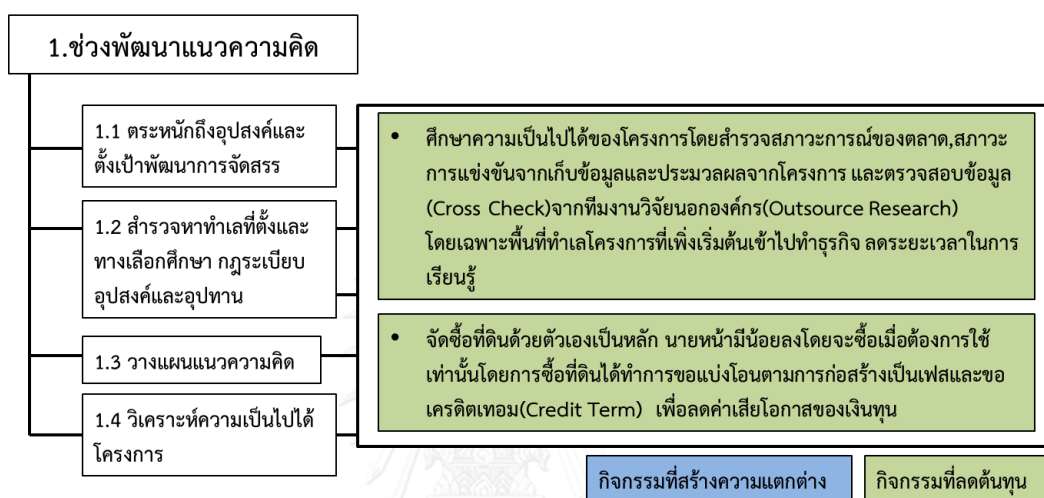 1.ช่วงพัฒนาแนวความคิด
1.1 ตระหนักถึงอุปสงค์และ
ตั้งเป้าพัฒนาการจัดสรร
1.2 สำรวจหาทำเลที่ตั้งและ
ทางเลือกศึกษา กฎระเบียบ
อุปสงค์และอุปทาน
1.3 วางแผนแนวความคิด
1.4 วิเคราะห์ความเป็นไปได้
โครงการ
• ศึกษาความเป็นไปได้ของโครงการโดยสำรวจสภาวะการณ์ของตลาด,สภาวะ
การแข่งขันจากเก็บข้อมูลและประมวลผลจากโครงการ และตรวจสอบข้อมูล
(Cross Check)จากทีมงานวิจัยนอกองค์กร(Outsource Research)
โดยเฉพาะพื้นที่ทำเลโครงการที่เพิ่งเริ่มต้นเข้าไปทำธุรกิจ ลดระยะเวลาในการ
เรียนรู้
• จัดซื้อที่ดินด้วยตัวเองเป็นหลัก นายหน้ามีน้อยลงโดยจะซื้อเมื่อต้องการใช้
เท่านั้นโดยการซื้อที่ดินได้ทำการขอแบ่งโอนตามการก่อสร้างเป็นเฟสและขอ
เครดิตเทอม(Credit Term) เพื่อลดค่าเสียโอกาสของเงินทุน
กิจกรรมที่สร้างความแตกต่าง
กิจกรรมที่ลดต้นทุน